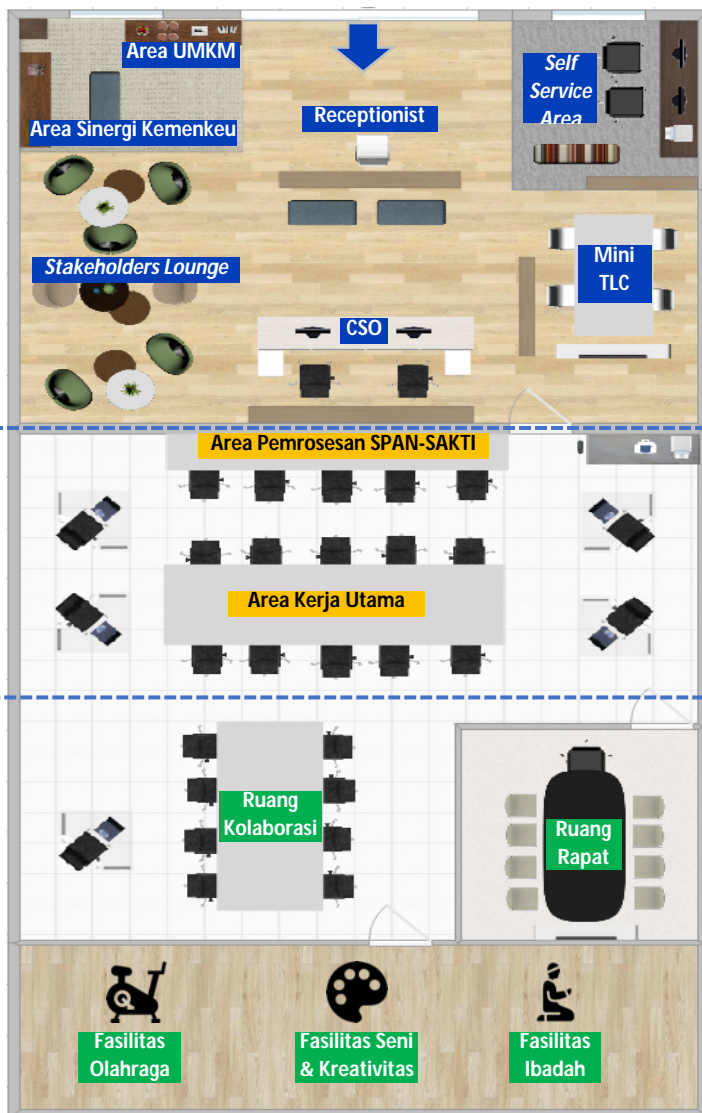 Area UMKM
Area Sinergi Kemenkeu
Receptionist
Self
Service
Area
Stakeholders Lounge
Mini
TLC
CSO
Area Pemrosesan SPAN-SAKTI
Area Kerja Utama
Ruang
Kolaborasi
Ruang
Rapat
Fasilitas
Olahraga
Fasilitas Seni
& Kreativitas
Fasilitas
Ibadah